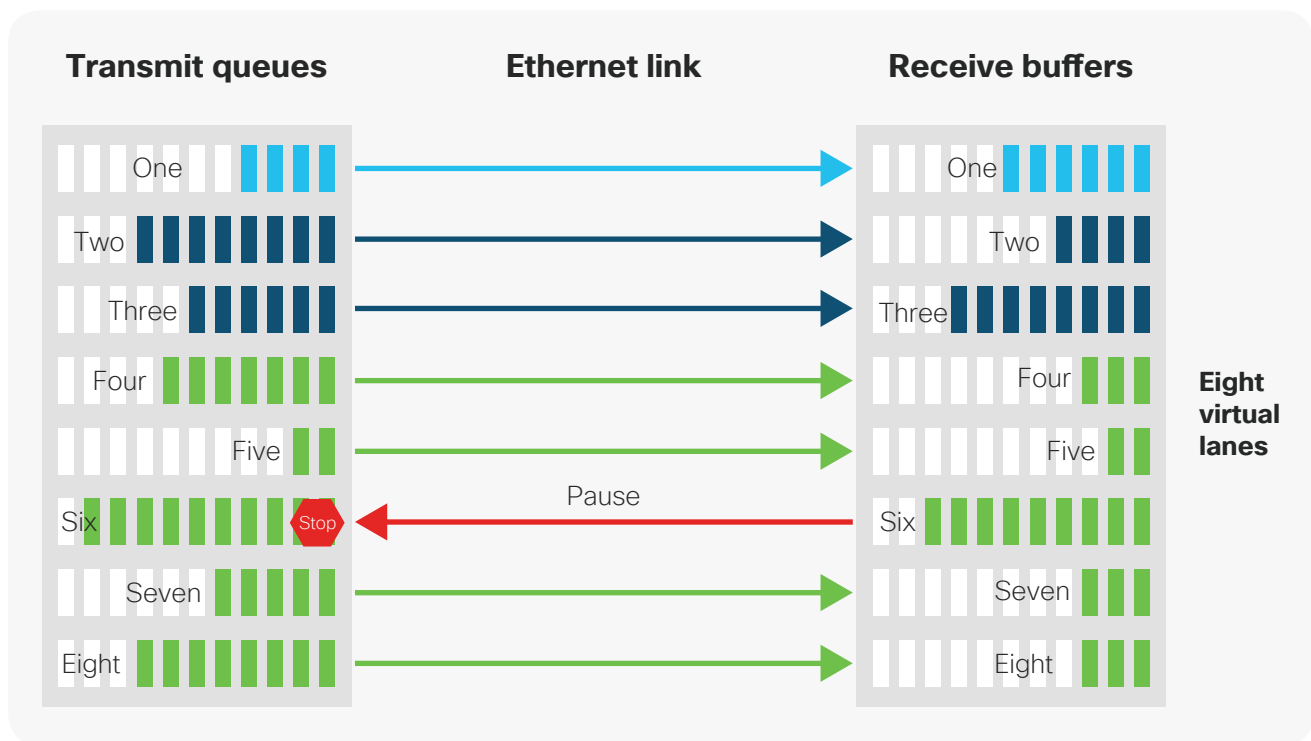 Transmit queues
Ethernet link
Receive buffers
One
One
Two
Two
Three
Three
Four
Four
Five
Five
Pause
Six
Stop
Six
Seven
Seven
Eight
Eight
Eight
virtual
lanes